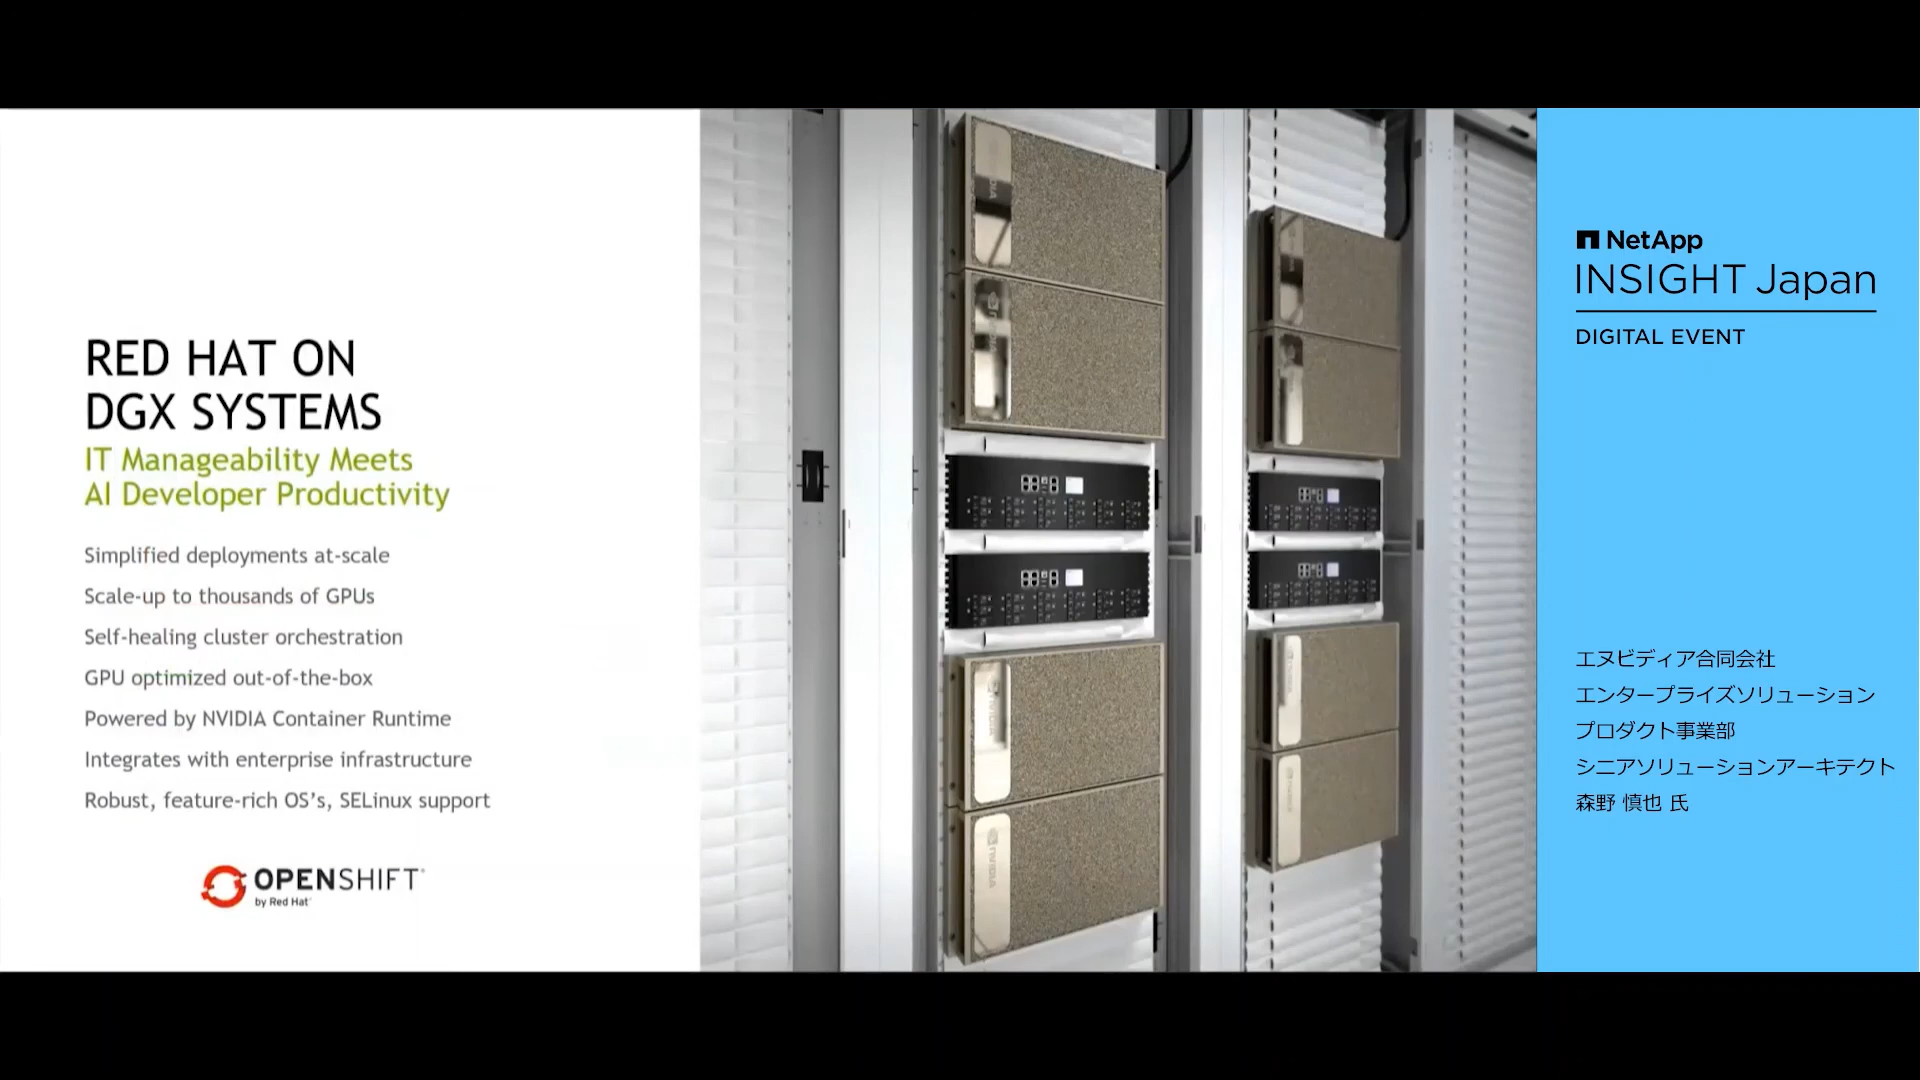 RED HAT ON
DGX SYSTEMS
IT Manageability Meets
AI Developer Productivity
Simplified deployments at-scale
Scale-up to thousands of GPUs
Self-healing cluster orchestration
GPU optimized out-of-the-box
Powered by NVIDIA Container Runtime
Integrates with enterprise infrastructure
Robust, feature-rich OS's, SELinux support
OPENSHIFT
by Red Hat
NVIDIA
NetApp
INSIGHT Japan
DIGITAL EVENT
エヌビディア合同会社
エンタープライズソリューション
プロダクト事業部
シニアソリューションアーキテクト
森野 慎也 氏